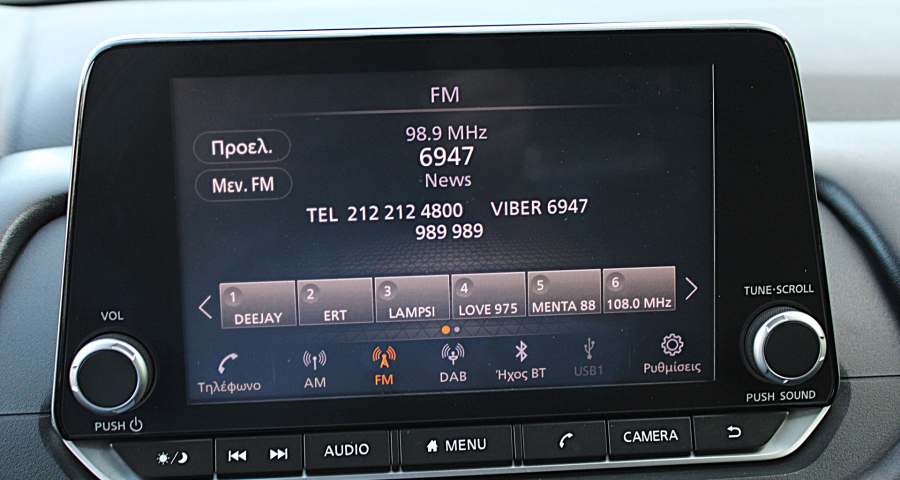 FM
98.9 MHz
Προελ.
6947
Μεν. FM
News
TEL 212 212 4800 VIBER 6947
989 989
1 DEEJAY
2 ERT
3 LAMPSI
4 LOVE 975
5 MENTA 88
6 108.0 MHz
Τηλέφωνο
AM
FM
DAB
Ήχος BT
USB1
Ρυθμίσεις
VOL
PUSH
TUNE·SCROLL
PUSH SOUND
AUDIO
MENU
CAMERA